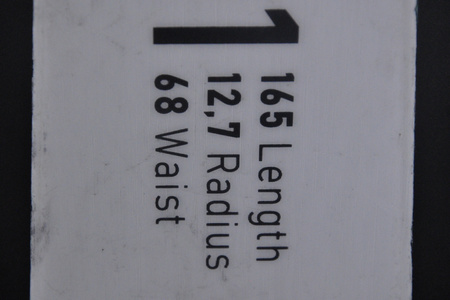 1
165 Length
12,7 Radius
68 Waist